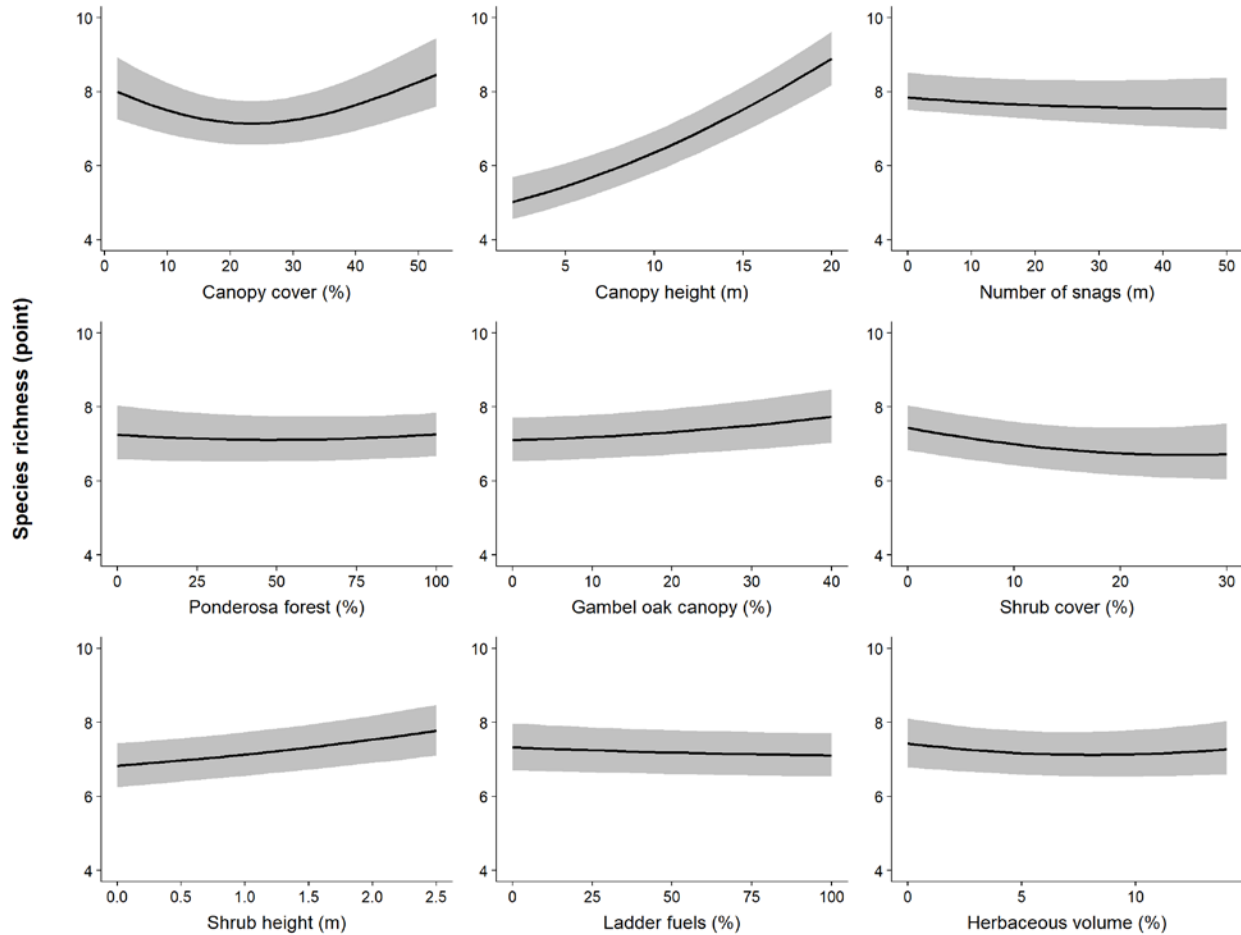 Species richness (point)
10
8
6
4
0 10 20 30 40 50
Canopy cover (%)
10
8
6
4
5 10 15 20
Canopy height (m)
10
8
6
4
0 10 20 30 40 50
Number of snags (m)
10
8
6
4
0 25 50 75 100
Ponderosa forest (%)
10
8
6
4
0 10 20 30 40
Gambel oak canopy (%)
10
8
6
4
0 10 20 30
Shrub cover (%)
10
8
6
4
0.0 0.5 1.0 1.5 2.0 2.5
Shrub height (m)
10
8
6
4
0 25 50 75 100
Ladder fuels (%)
10
8
6
4
0 5 10
Herbaceous volume (%)